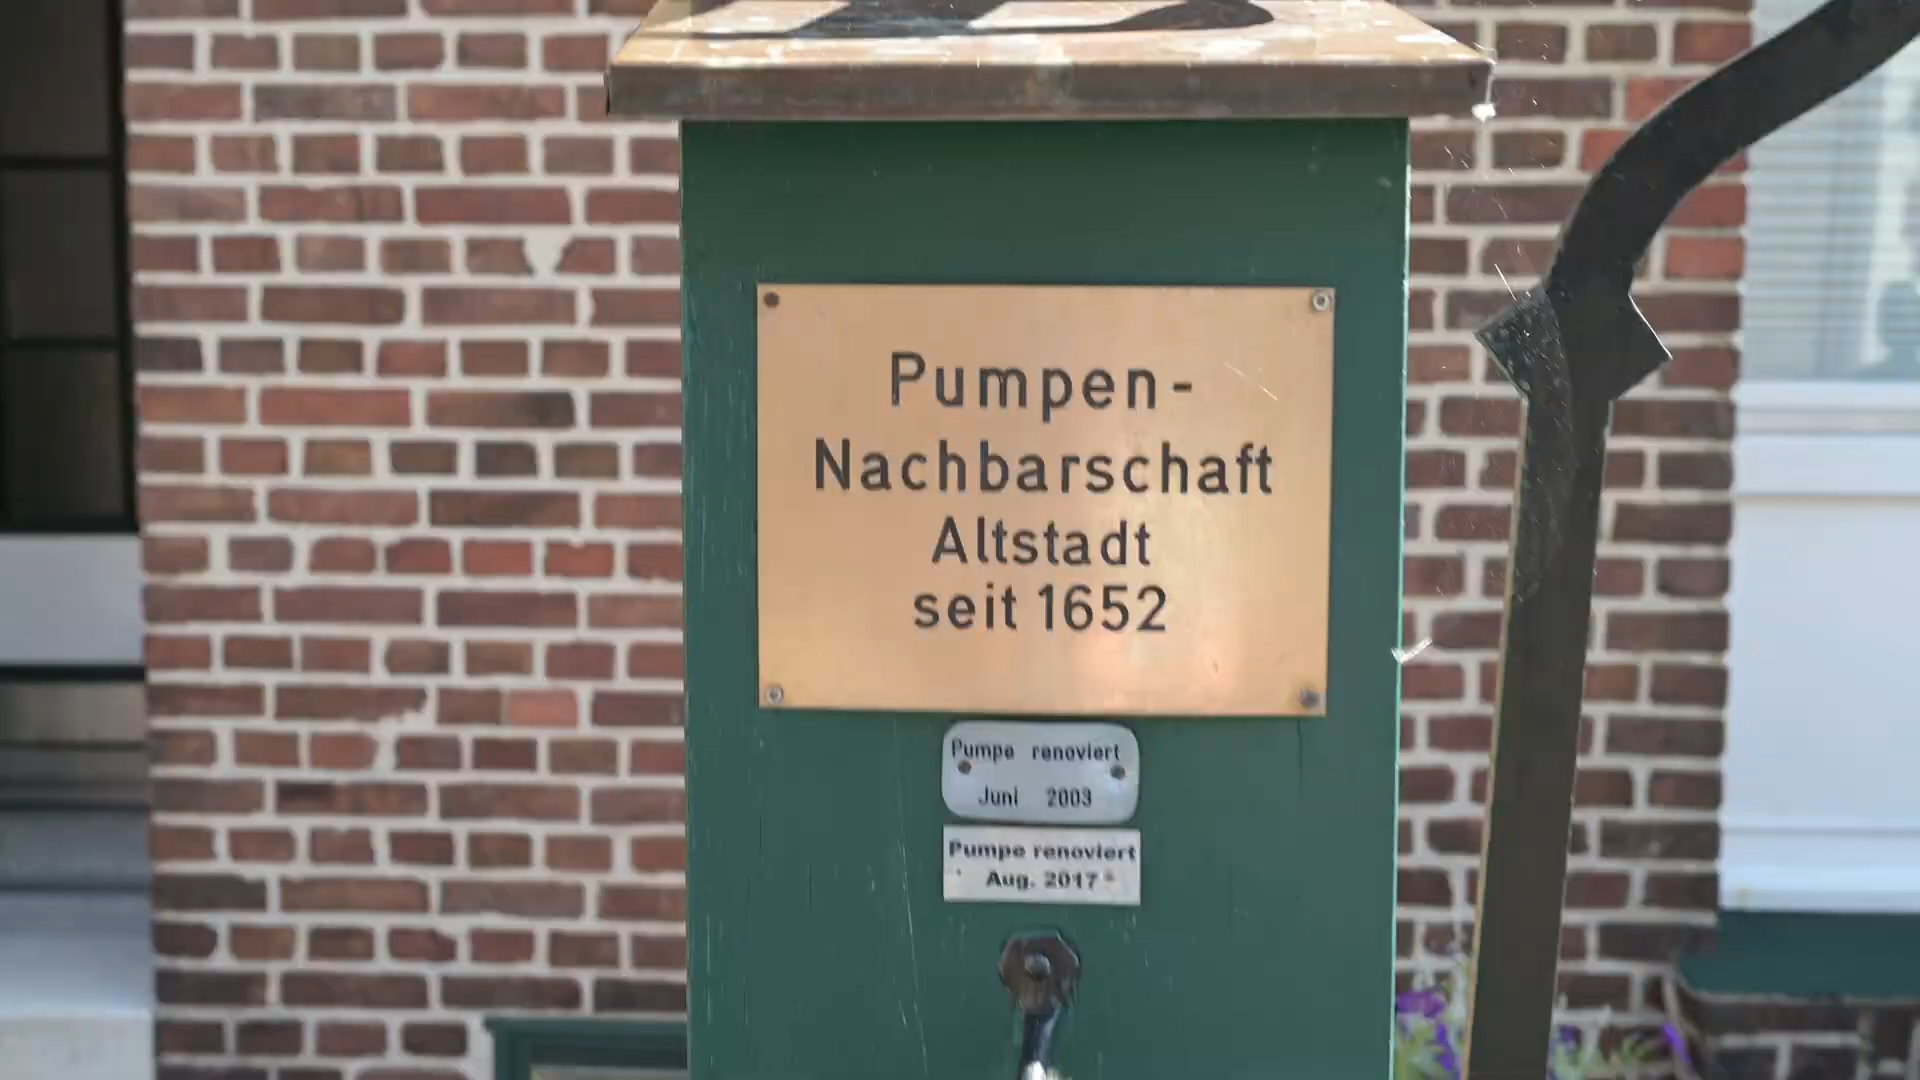 Pumpen-
Nachbarschaft
Altstadt
seit 1652
Pumpe renoviert
Juni 2003
Pumpe renoviert
Aug. 2017